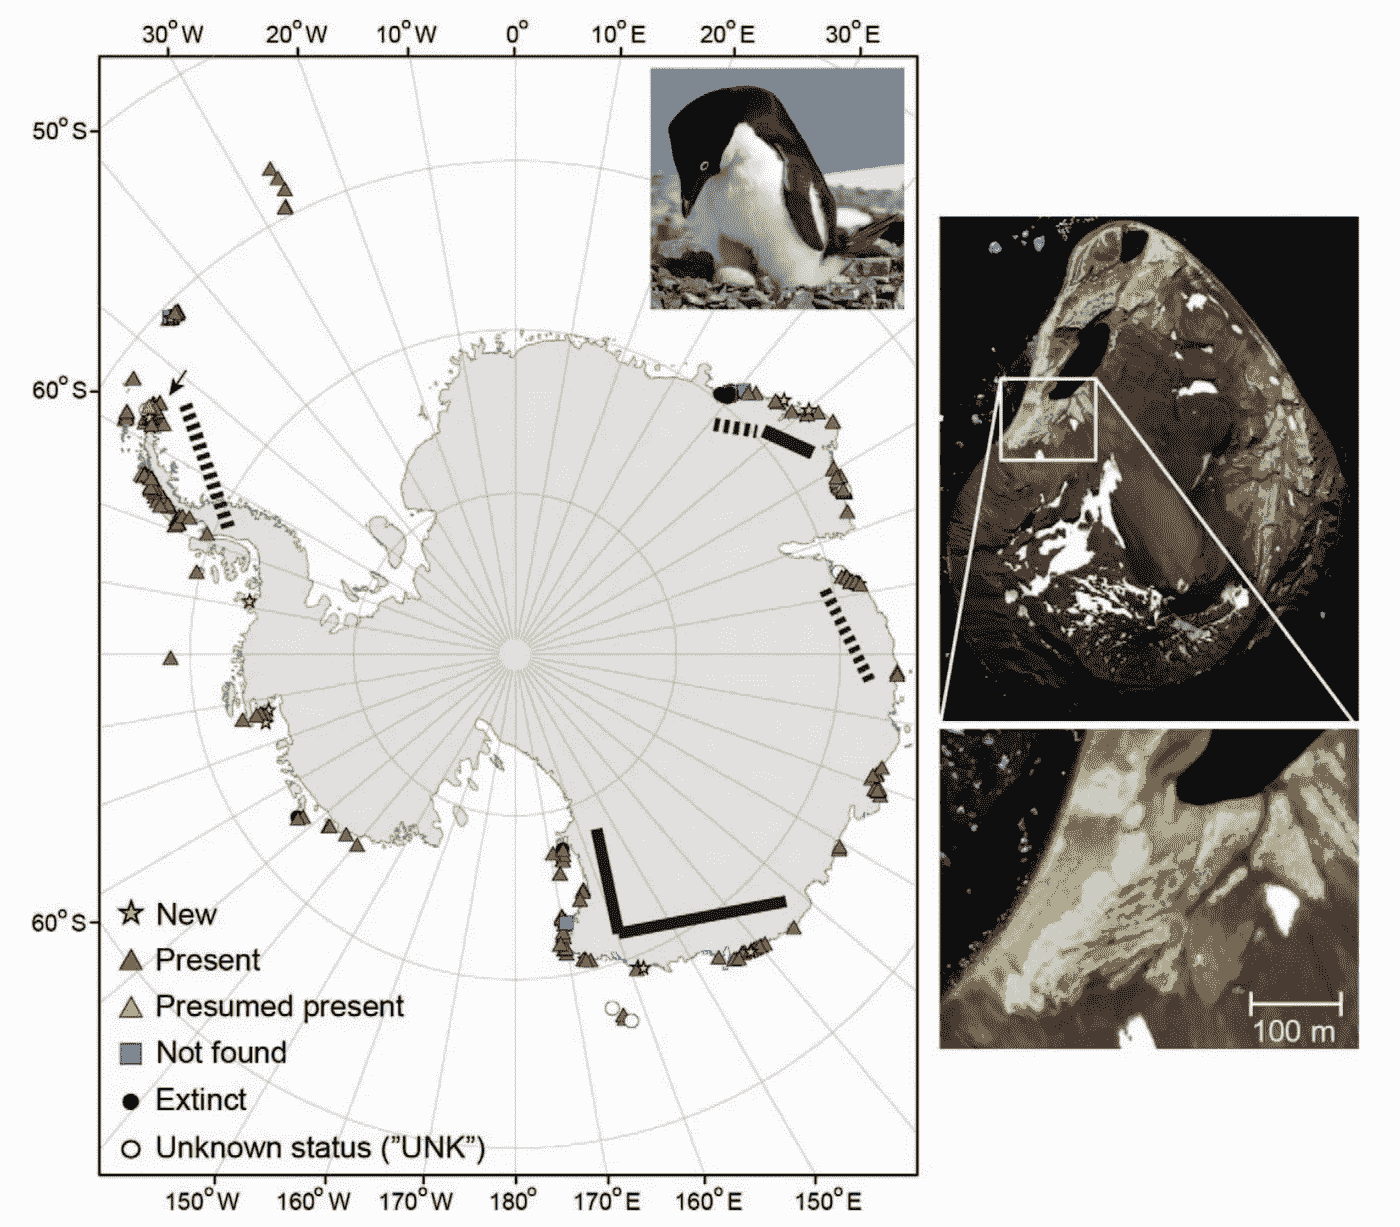 30°W 20°W 10°W 0° 10°E 20°E 30°E
50°S
60°S
60°S
New
Present
Presumed present
Not found
Extinct
Unknown status (”UNK”)
150°W 160°W 170°W 180° 170°E 160°E 150°E
100 m